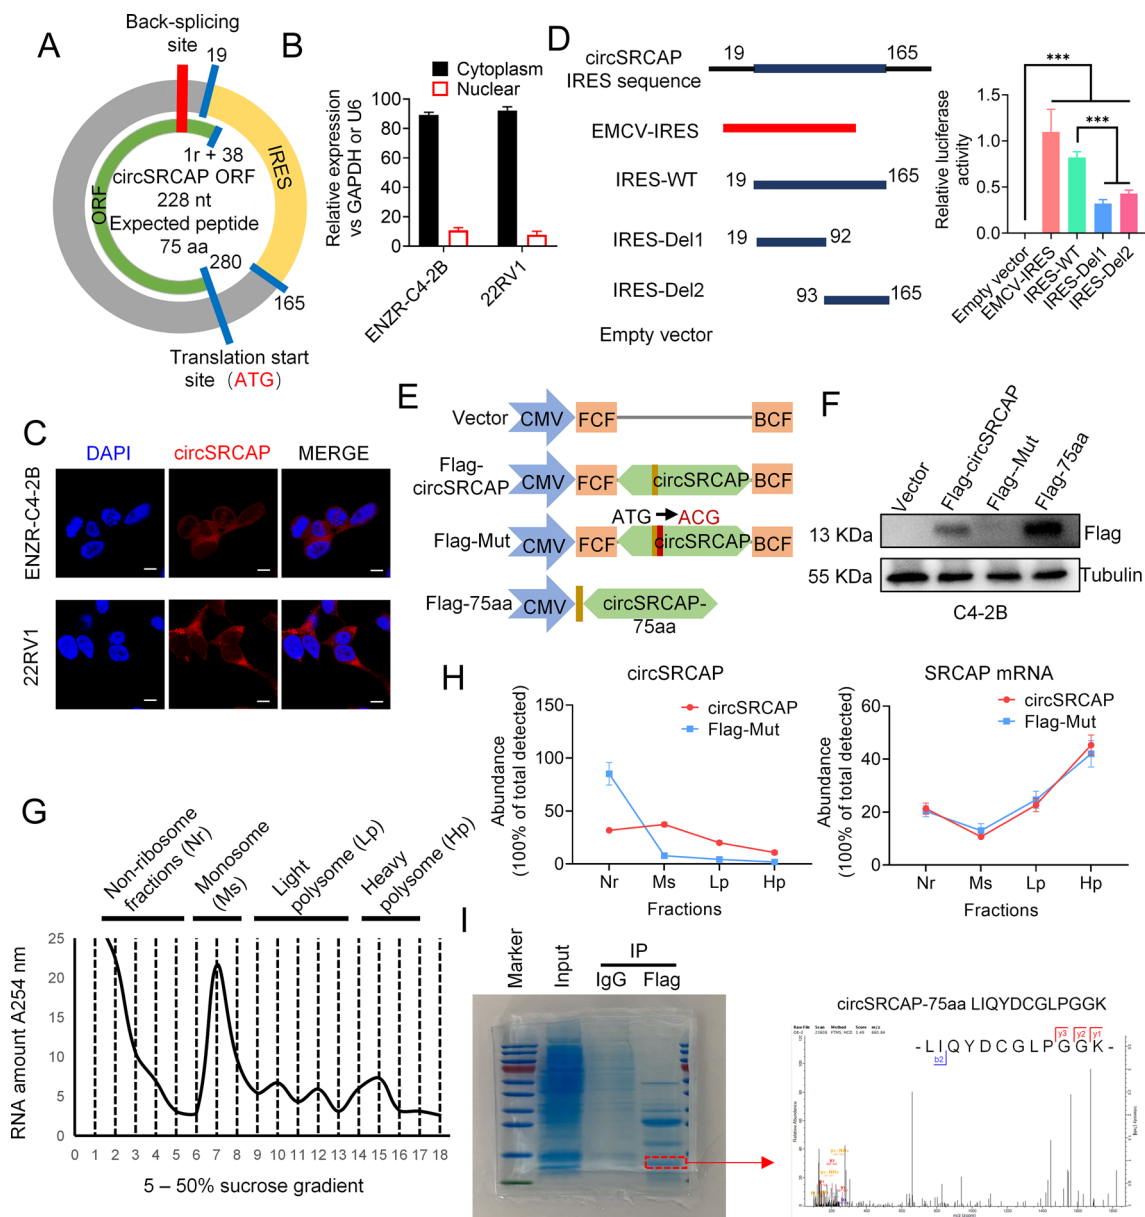 A
Back-splicing
site
19
1r + 38
circSRCAP ORF
228 nt
Expected peptide
75 aa
280
165
IRES
ORF
Translation start
site (ATG)
B
Cytoplasm
Nuclear
Relative expression
vs GAPDH or U6
100
80
60
40
20
0
ENZR-C4-2B
22RV1
C
DAPI
circSRCAP
MERGE
ENZR-C4-2B
22RV1
D
circSRCAP
IRES sequence
19
165
EMCV-IRES
IRES-WT
19
165
IRES-Del1
19
92
IRES-Del2
93
165
Empty vector
Relative luciferase
activity
1.5
1.0
0.5
0.0
***
***
Empty vector
EMCV-IRES
IRES-WT
IRES-Del1
IRES-Del2
E
Vector
CMV
FCF
BCF
Flag-
circSRCAP
CMV
FCF
circSRCAP
BCF
ATG
ACG
Flag-Mut
CMV
FCF
circSRCAP
BCF
Flag-75aa
CMV
circSRCAP-
75aa
F
Vector
Flag-circSRCAP
Flag--Mut
Flag-75aa
13 KDa
Flag
55 KDa
Tubulin
C4-2B
G
Non-ribosome
fractions (Nr)
Monosome
(Ms)
Light
polysome (Lp)
Heavy
polysome (Hp)
RNA amount A254 nm
25
20
15
10
5
0
0 1 2 3 4 5 6 7 8 9 10 11 12 13 14 15 16 17 18
5 – 50% sucrose gradient
H
circSRCAP
circSRCAP
Flag-Mut
Abundance
(100% of total detected)
150
100
50
0
Nr Ms Lp Hp
Fractions
SRCAP mRNA
circSRCAP
Flag-Mut
Abundance
(100% of total detected)
60
40
20
0
Nr Ms Lp Hp
Fractions
I
Marker
Input
IP
IgG
Flag
circSRCAP-75aa LIQYDCGLPGGK
Raw File Scan Method Score m/z
y3 y2 y1
-LIQYDCGLPGGK-
b2
Relative Abundance